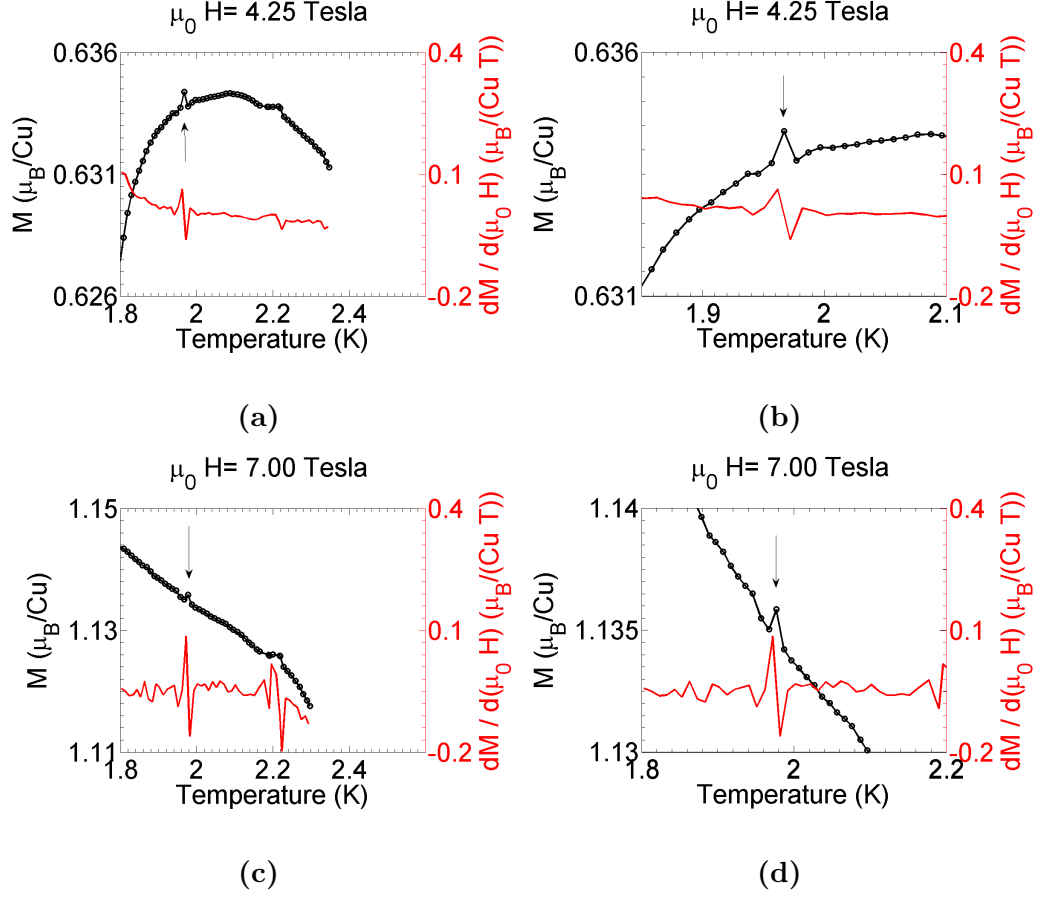 μ0 H= 4.25 Tesla
M (μB/Cu)
0.636
0.631
0.626
1.8
2
2.2
2.4
Temperature (K)
0.4
0.1
-0.2
dM / d(μ0 H) (μB/(Cu T))
(a)
μ0 H= 4.25 Tesla
M (μB/Cu)
0.636
0.631
1.9
2
2.1
Temperature (K)
0.4
0.1
-0.2
dM / d(μ0 H) (μB/(Cu T))
(b)
μ0 H= 7.00 Tesla
M (μB/Cu)
1.15
1.13
1.11
1.8
2
2.2
2.4
Temperature (K)
0.4
0.1
-0.2
dM / d(μ0 H) (μB/(Cu T))
(c)
μ0 H= 7.00 Tesla
M (μB/Cu)
1.14
1.135
1.13
1.8
2
2.2
Temperature (K)
0.4
0.1
-0.2
dM / d(μ0 H) (μB/(Cu T))
(d)